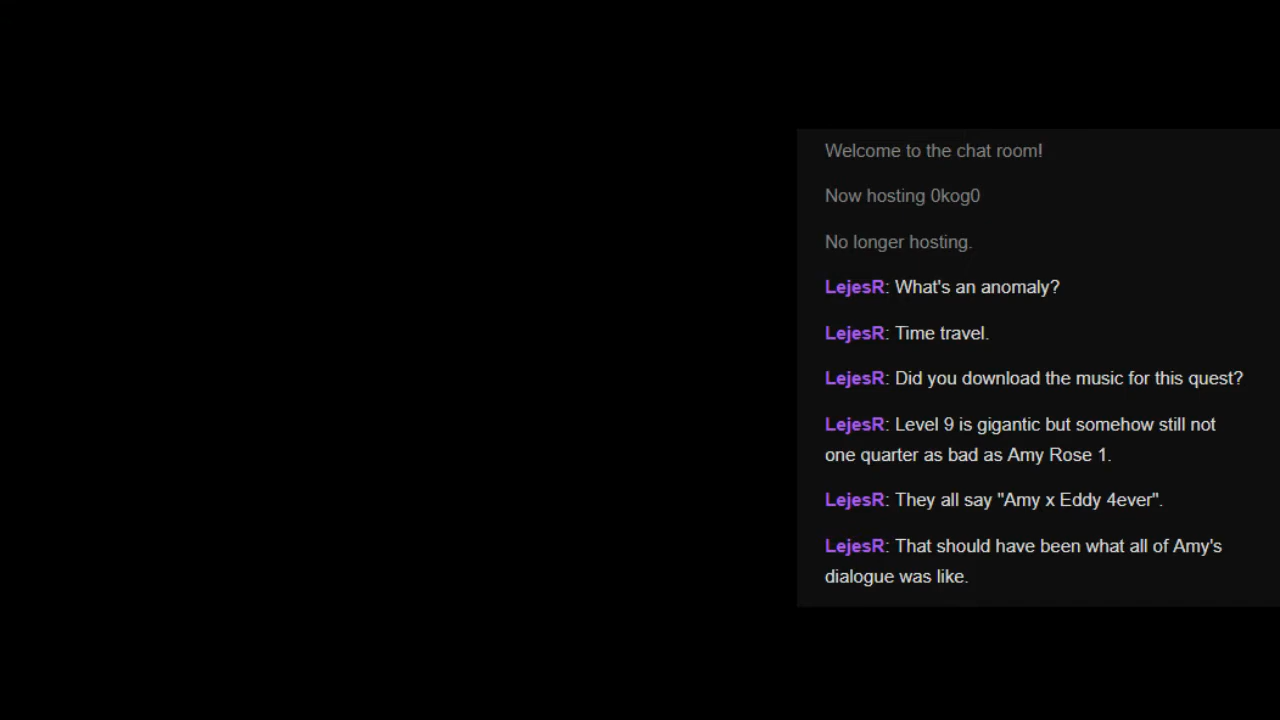 Welcome to the chat room!
Now hosting 0kog0
No longer hosting.
LejesR: What's an anomaly?
LejesR: Time travel.
LejesR: Did you download the music for this quest?
LejesR: Level 9 is gigantic but somehow still not
one quarter as bad as Amy Rose 1.
LejesR: They all say "Amy x Eddy 4ever".
LejesR: That should have been what all of Amy's
dialogue was like.